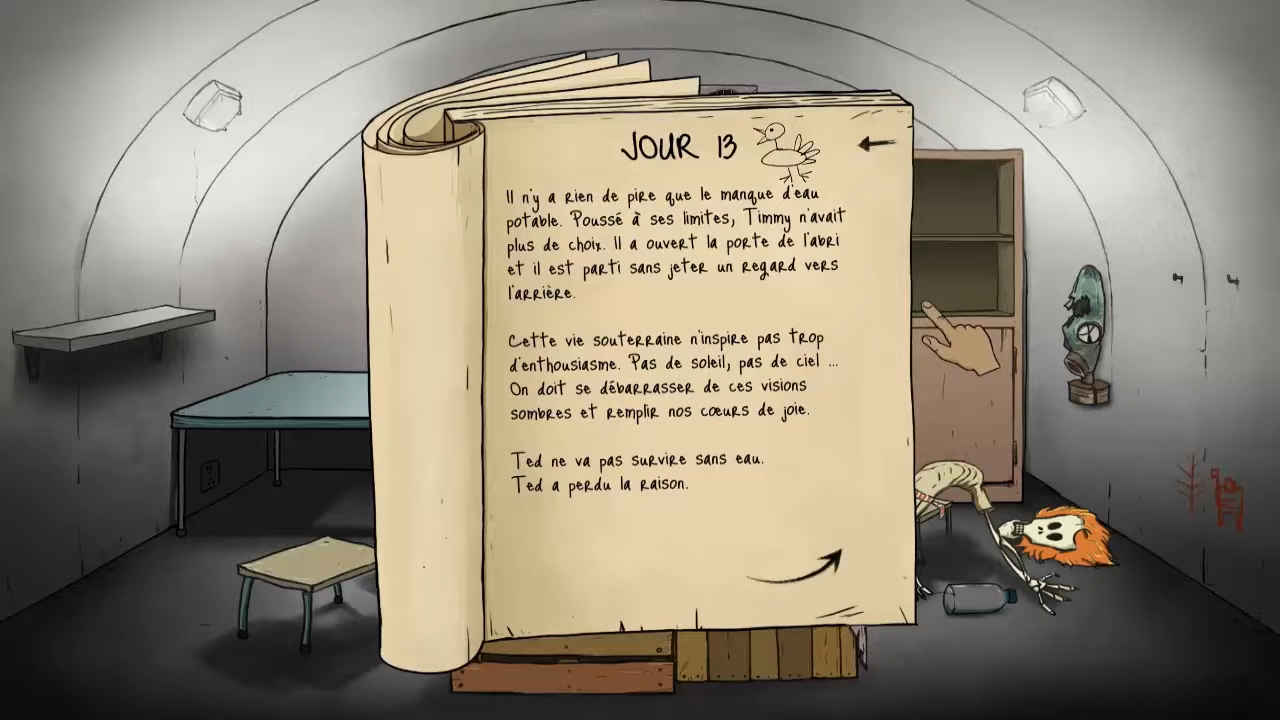 JOUR 13
Il n'y a rien de pire que le manque d'eau
potable. Poussé à ses limites, Timmy n'avait
plus de choix. Il a ouvert la porte de l'abri
et il est parti sans jeter un regard vers
l'arrière.
Cette vie souterraine n'inspire pas trop
d'enthousiasme. Pas de soleil, pas de ciel ...
On doit se débarrasser de ces visions
sombres et remplir nos cœurs de joie.
Ted ne va pas survire sans eau.
Ted a perdu la raison.